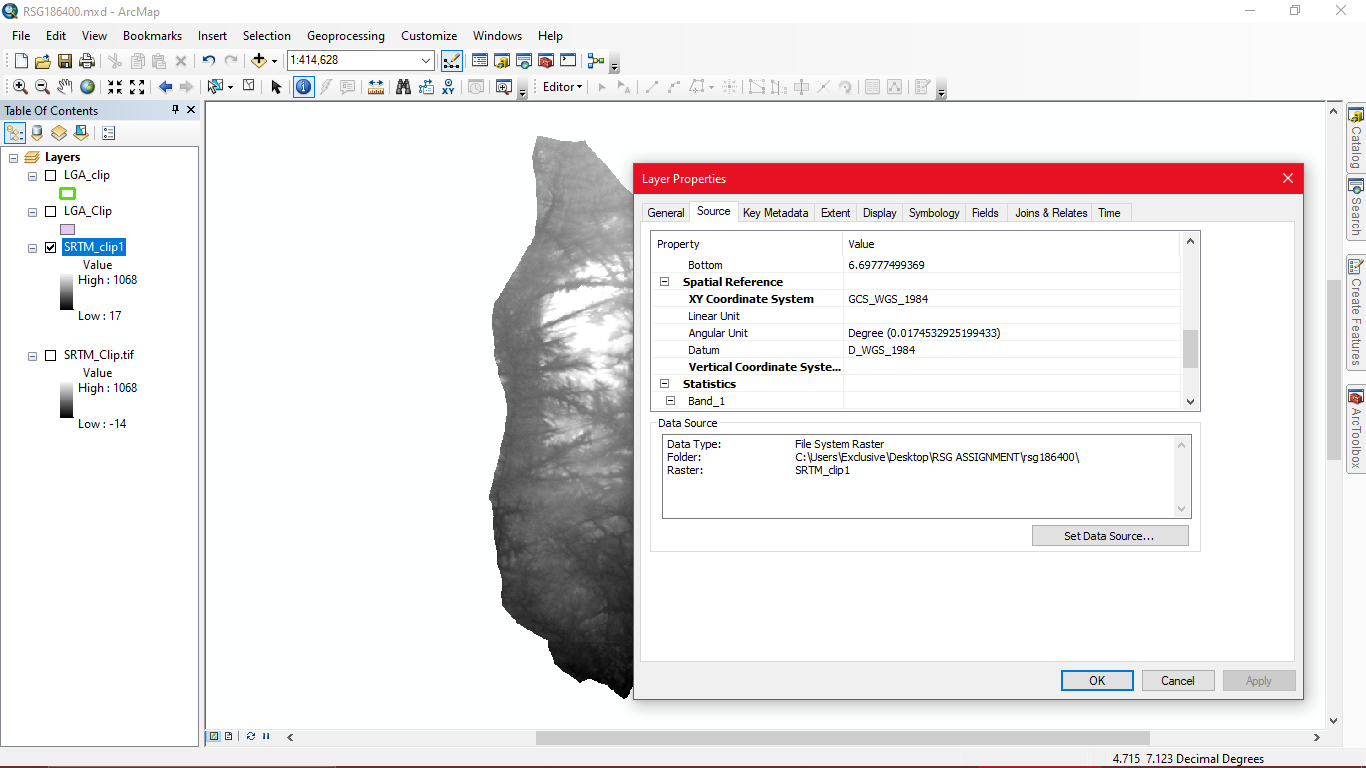 RSG186400.mxd - ArcMap
File Edit View Bookmarks Insert Selection Geoprocessing Customize Windows Help
1:414,628
XY
Editor
Table Of Contents
Layers
LGA_clip
LGA_Clip
SRTM_clip1
Value
High : 1068
Low : 17
SRTM_Clip.tif
Value
High : 1068
Low : -14
Layer Properties
General Source Key Metadata Extent Display Symbology Fields Joins & Relates Time
Property Value
Bottom 6.69777499369
Spatial Reference
XY Coordinate System GCS_WGS_1984
Linear Unit
Angular Unit Degree (0.0174532925199433)
Datum D_WGS_1984
Vertical Coordinate Syste...
Statistics
Band_1
Data Source
Data Type: File System Raster
Folder: C:\Users\Exclusive\Desktop\RSG ASSIGNMENT\rsg186400\
Raster: SRTM_clip1
Set Data Source...
OK Cancel Apply
Catalog
Search
Create Features
ArcToolbox
4.715 7.123 Decimal Degrees